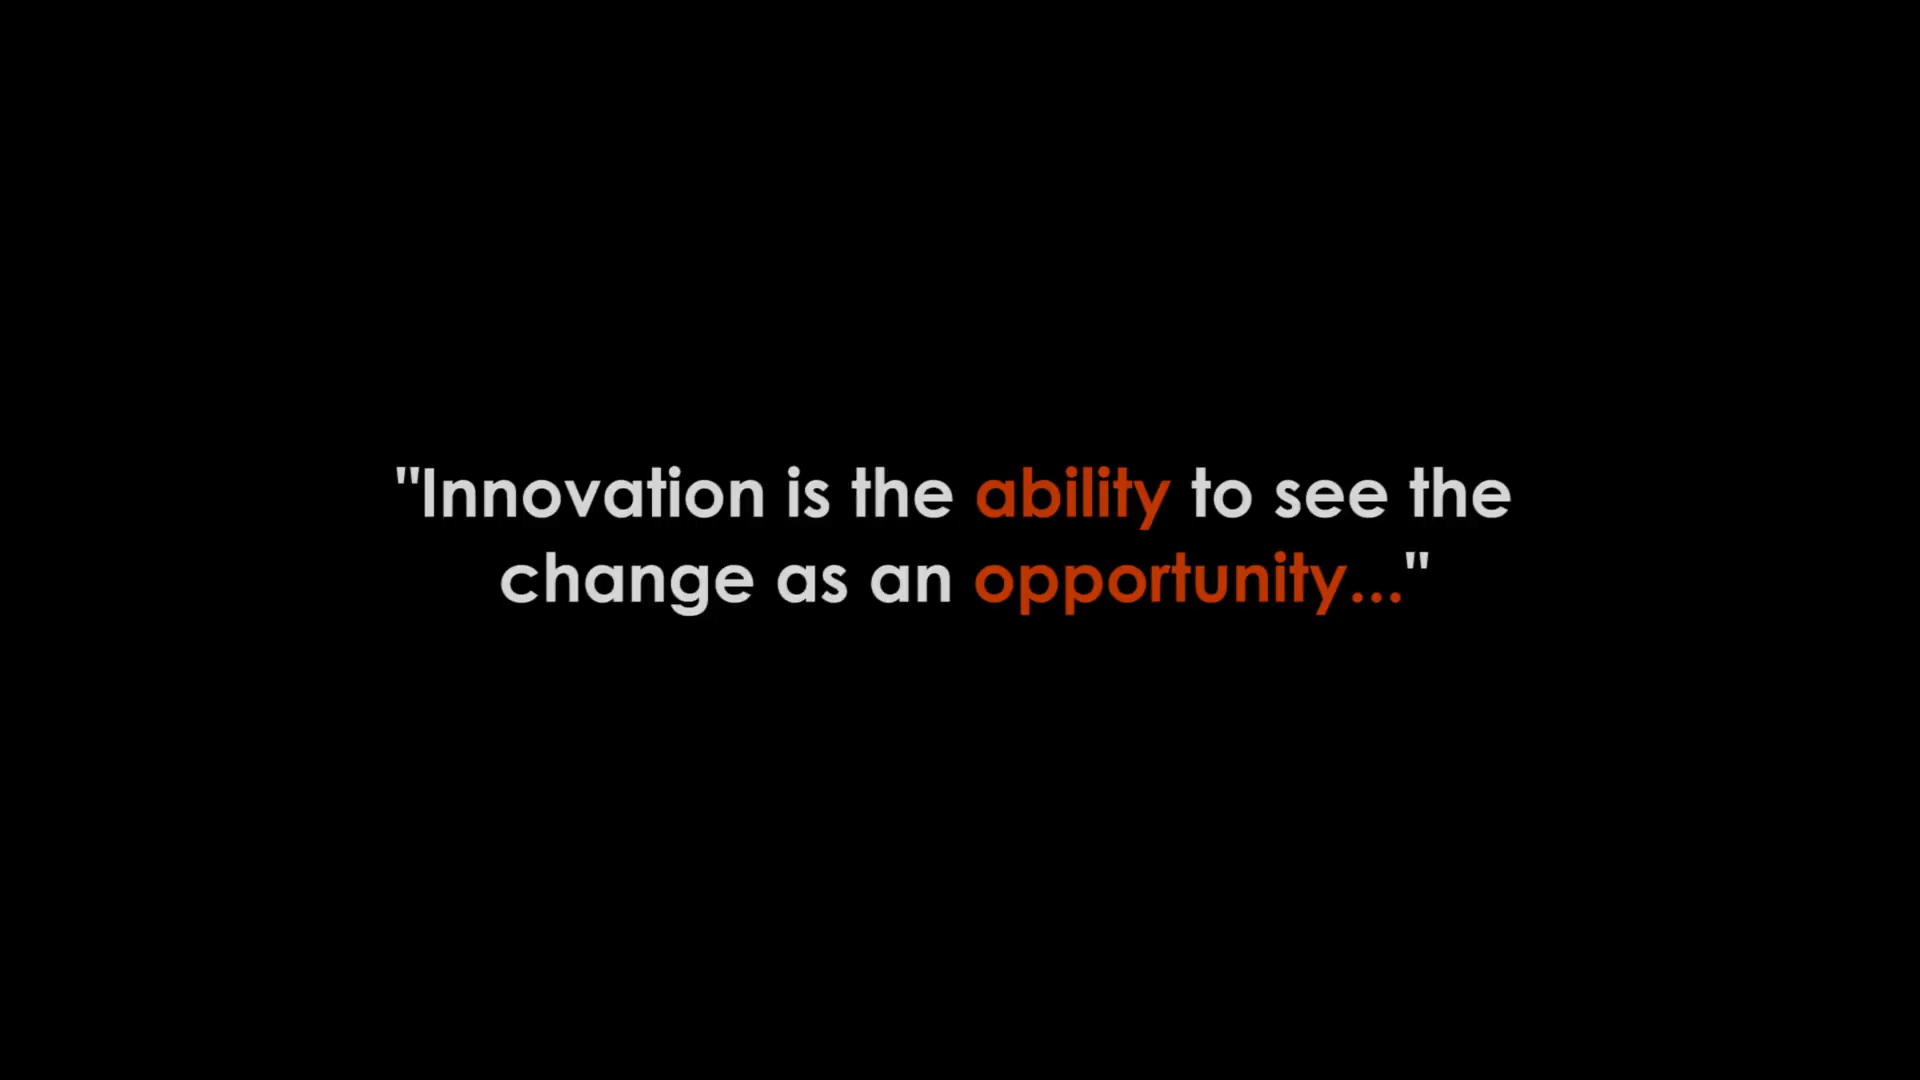 "Innovation is the ability to see the
change as an opportunity..."